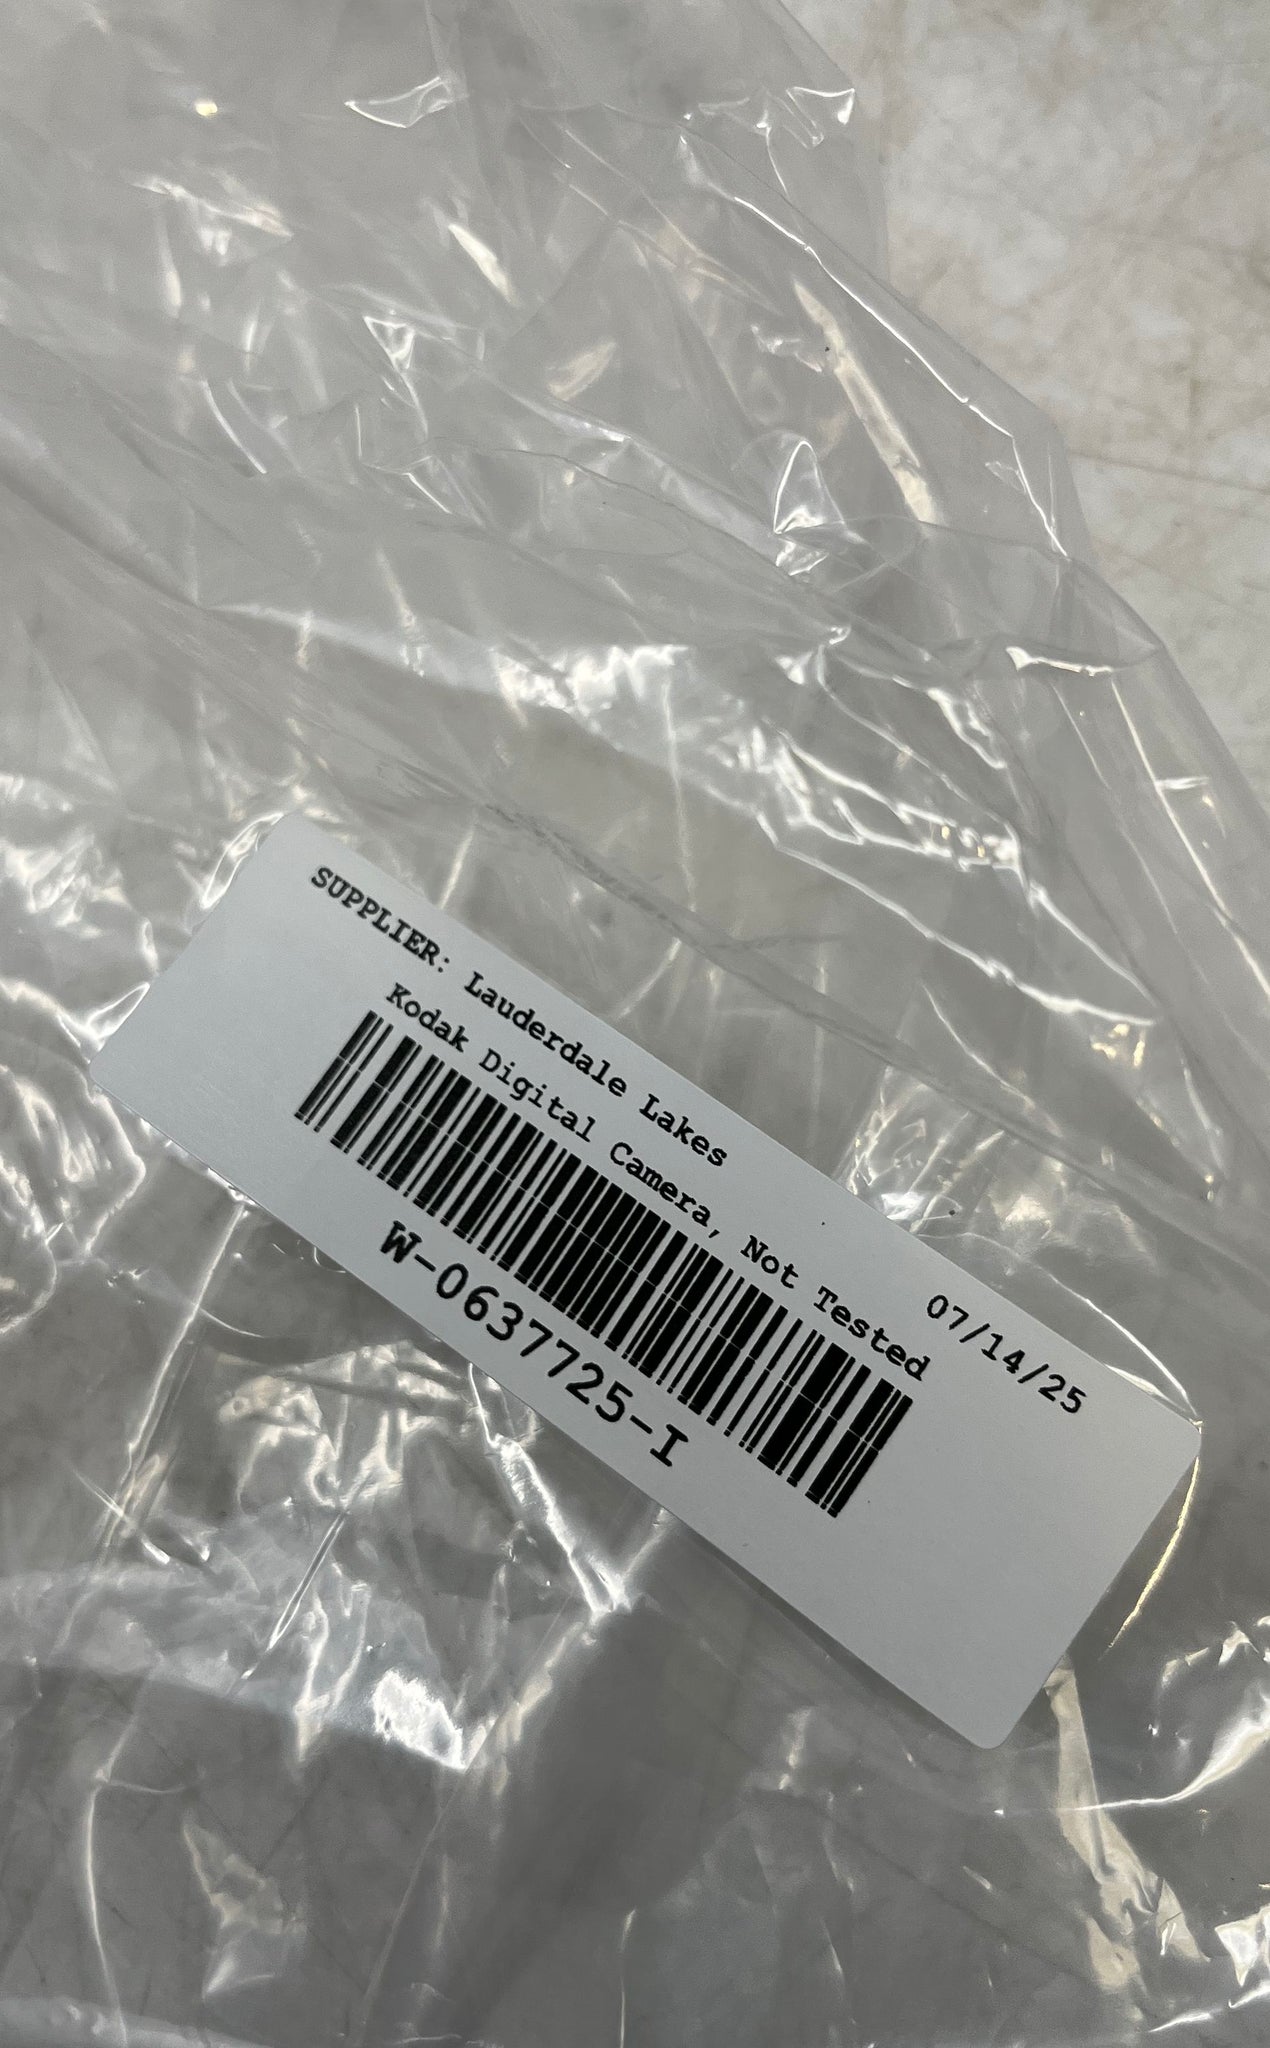 SUPPLIER: Lauderdale Lakes 07/14/25
Kodak Digital Camera, Not Tested
W-0637725-I